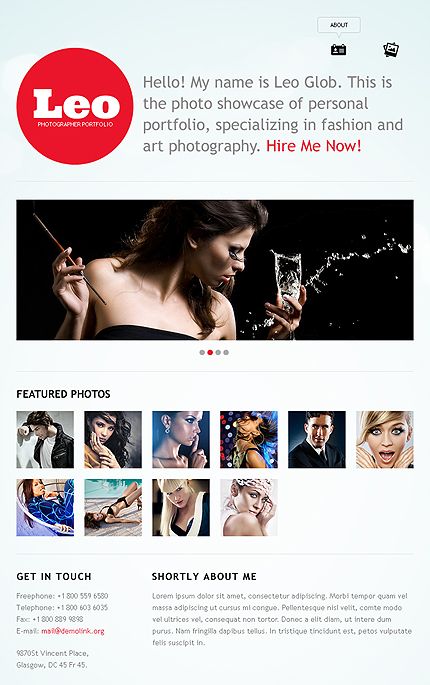 ABOUT
Leo
PHOTOGRAPHER PORTFOLIO
Hello! My name is Leo Glob. This is
the photo showcase of personal
portfolio, specializing in fashion and
art photography. Hire Me Now!
FEATURED PHOTOS
GET IN TOUCH
Freephone: +1 800 559 6580
Telephone: +1 800 603 6035
Fax: +1 800 889 9898
E-mail: mail@demolink.org
9870St Vincent Place,
Glasgow, DC 45 Fr 45.
SHORTLY ABOUT ME
Lorem ipsum dolor sit amet, consectetur adipiscing. Morbi tempor quam vel
massa adipiscing ut cursus mi congue. Pellentesque nisl velit, comte modo
vel ultrices vel, consequat non tortor. Donec a elit diam, ut intere dum
purus. Nam fringilla dapibus tellus. In tristique tincidunt est, petos vulputate
felis suscipit in.